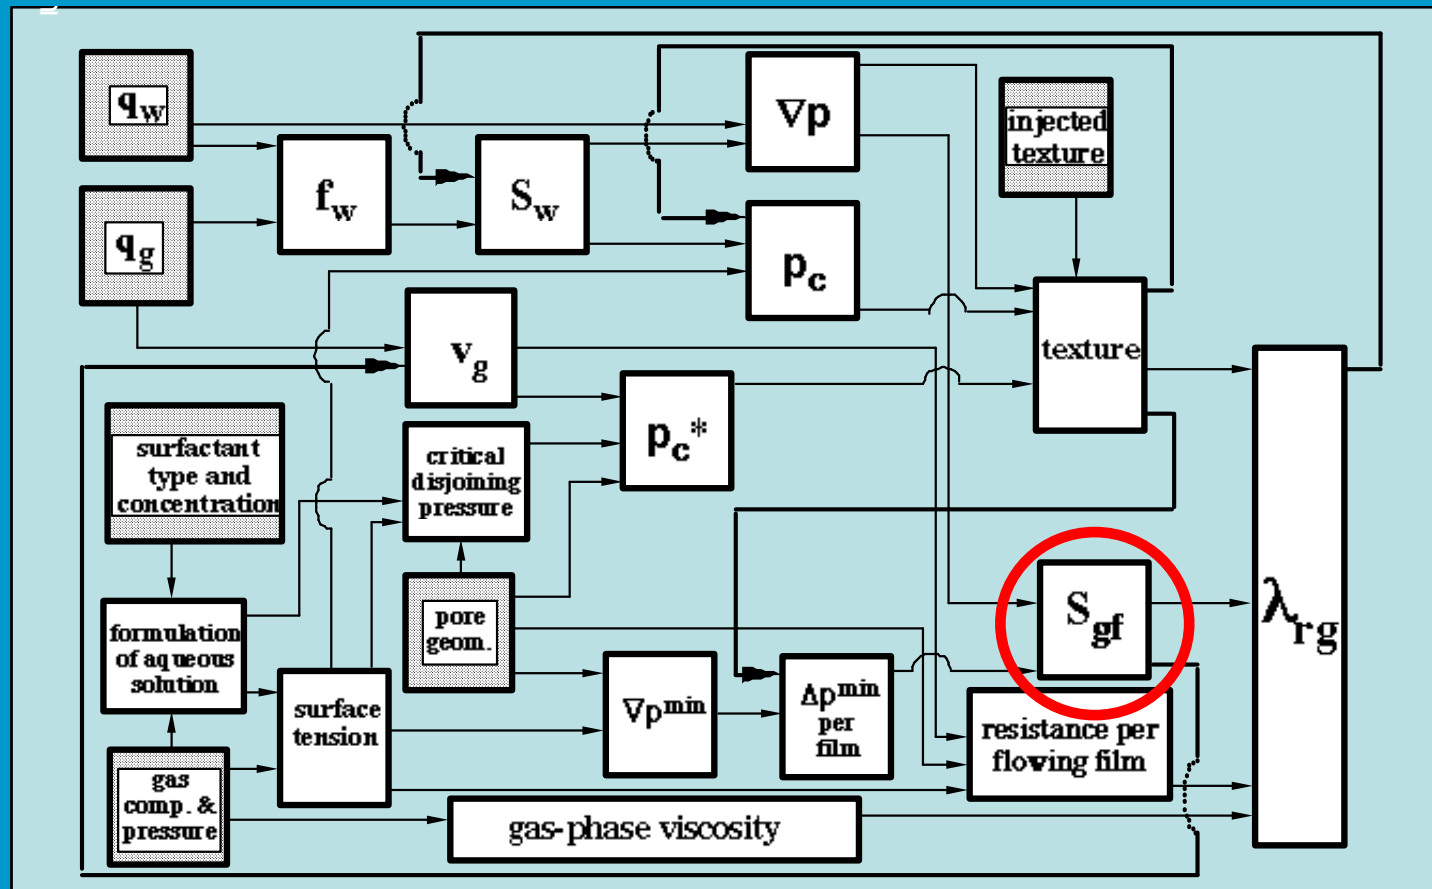 q_w
∇p
injected
texture
f_w
S_w
q_g
p_c
v_g
texture
p_c*
surfactant
type and
concentration
critical
disjoining
pressure
S_gf
λ_rg
pore
geom.
formulation
of aqueous
solution
surface
tension
∇p^min
Δp^min
per
film
resistance per
flowing film
gas
comp. &
pressure
gas-phase viscosity